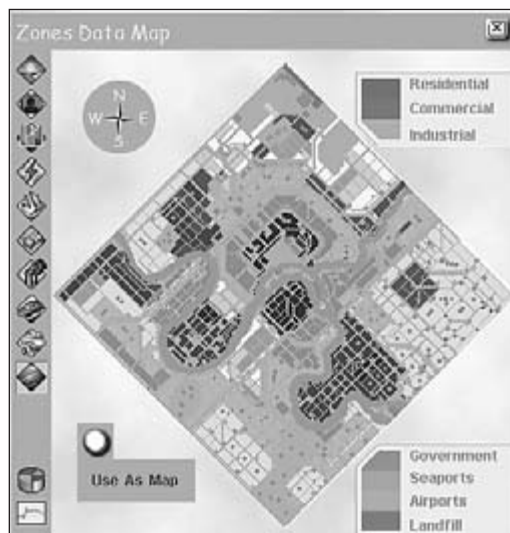 Zones Data Map
N
W E
S
Residential
Commercial
Industrial
Use As Map
Government
Seaports
Airports
Landfill